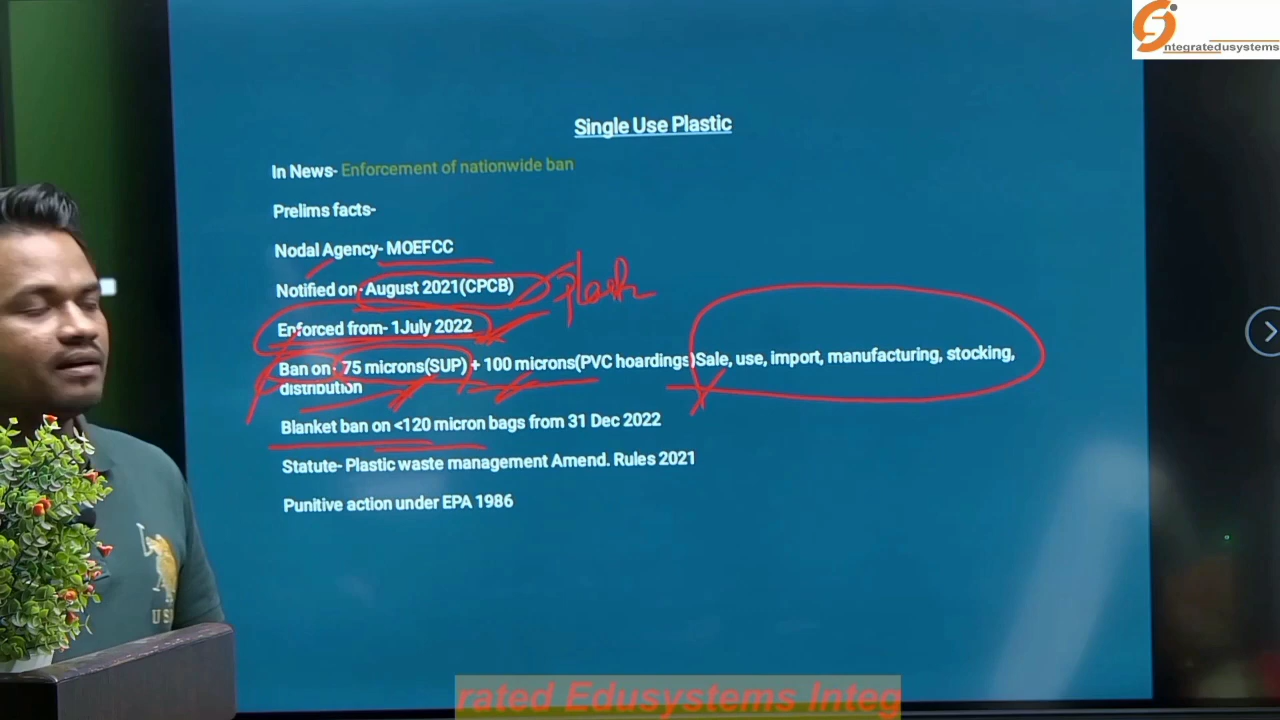 ntegratedusystems
Single Use Plastic
In News- Enforcement of nationwide ban
Prelims facts-
Nodal Agency- MOEFCC
Notified on- August 2021(CPCB)
Enforced from- 1July 2022
Ban on- 75 microns(SUP) + 100 microns(PVC hoardings)Sale, use, import, manufacturing, stocking,
distribution
Blanket ban on <120 micron bags from 31 Dec 2022
Statute- Plastic waste management Amend. Rules 2021
Punitive action under EPA 1986
US
rated Edusystems Integ